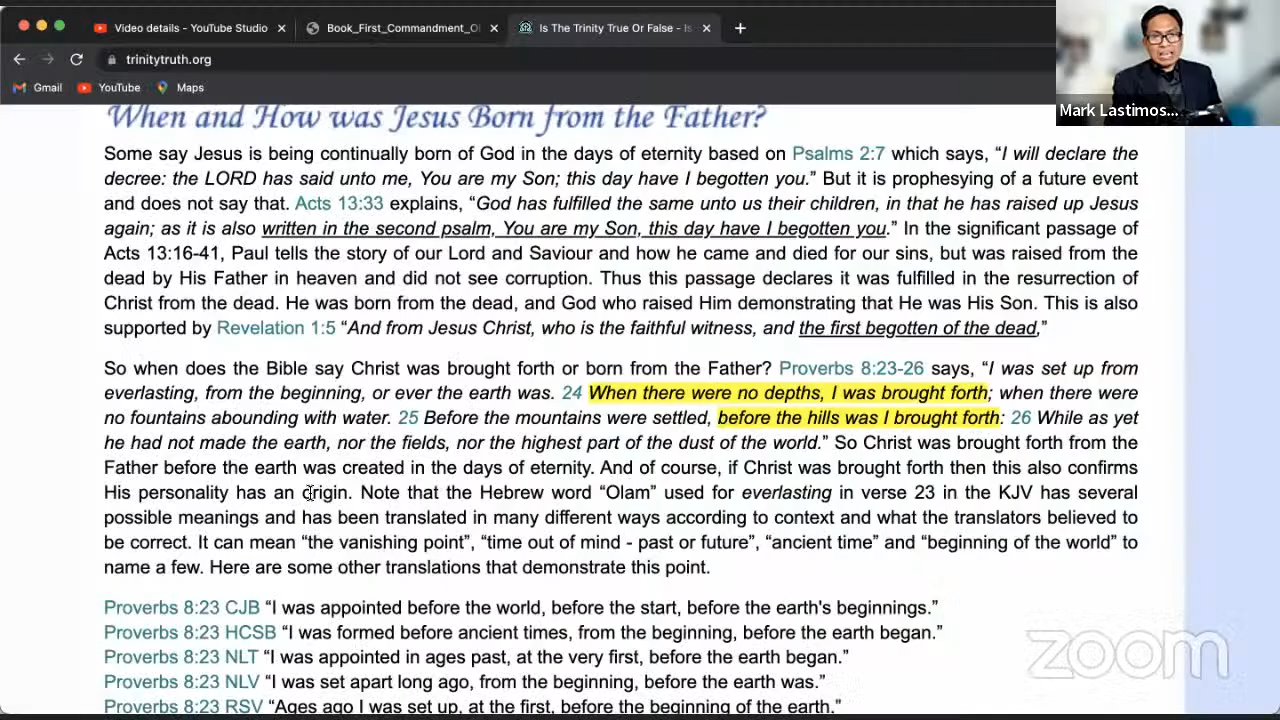 Video details - YouTube Studio
Book_First_Commandment_O
Is The Trinity True Or False - Is
trinitytruth.org
Gmail
YouTube
Maps
Mark Lastimos...
When and How was Jesus Born from the Father?
Some say Jesus is being continually born of God in the days of eternity based on Psalms 2:7 which says, “I will declare the
decree: the LORD has said unto me, You are my Son; this day have I begotten you.” But it is prophesying of a future event
and does not say that. Acts 13:33 explains, “God has fulfilled the same unto us their children, in that he has raised up Jesus
again; as it is also written in the second psalm, You are my Son, this day have I begotten you.” In the significant passage of
Acts 13:16-41, Paul tells the story of our Lord and Saviour and how he came and died for our sins, but was raised from the
dead by His Father in heaven and did not see corruption. Thus this passage declares it was fulfilled in the resurrection of
Christ from the dead. He was born from the dead, and God who raised Him demonstrating that He was His Son. This is also
supported by Revelation 1:5 “And from Jesus Christ, who is the faithful witness, and the first begotten of the dead,”
So when does the Bible say Christ was brought forth or born from the Father? Proverbs 8:23-26 says, “I was set up from
everlasting, from the beginning, or ever the earth was. 24 When there were no depths, I was brought forth; when there were
no fountains abounding with water. 25 Before the mountains were settled, before the hills was I brought forth: 26 While as yet
he had not made the earth, nor the fields, nor the highest part of the dust of the world.” So Christ was brought forth from the
Father before the earth was created in the days of eternity. And of course, if Christ was brought forth then this also confirms
His personality has an origin. Note that the Hebrew word “Olam” used for everlasting in verse 23 in the KJV has several
possible meanings and has been translated in many different ways according to context and what the translators believed to
be correct. It can mean “the vanishing point”, “time out of mind - past or future”, “ancient time” and “beginning of the world” to
name a few. Here are some other translations that demonstrate this point.
Proverbs 8:23 CJB “I was appointed before the world, before the start, before the earth's beginnings.”
Proverbs 8:23 HCSB “I was formed before ancient times, from the beginning, before the earth began.”
Proverbs 8:23 NLT “I was appointed in ages past, at the very first, before the earth began.”
Proverbs 8:23 NLV “I was set apart long ago, from the beginning, before the earth was.”
Proverbs 8:23 RSV “Ages ago I was set up, at the first, before the beginning of the earth.”
zoom